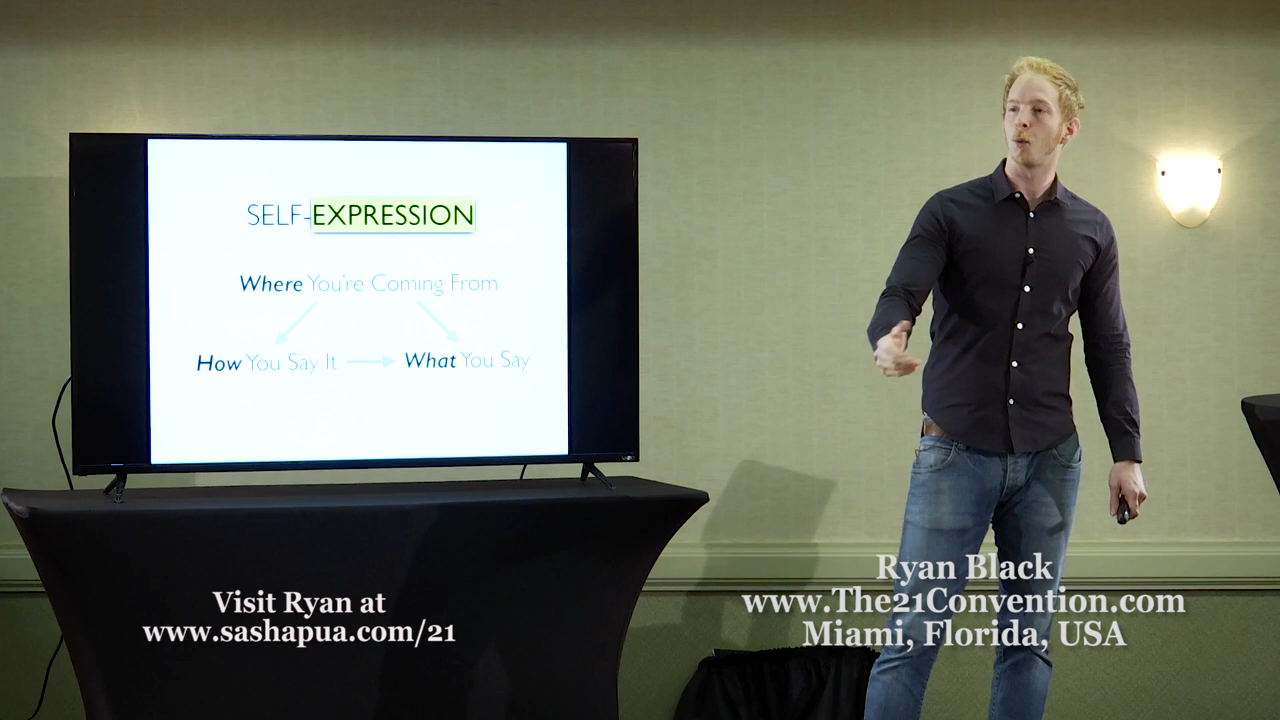 SELF-EXPRESSION
Where You're Coming From
How You Say It
What You Say
VIZIO
Visit Ryan at
www.sashapua.com/21
Ryan Black
www.The21Convention.com
Miami, Florida, USA